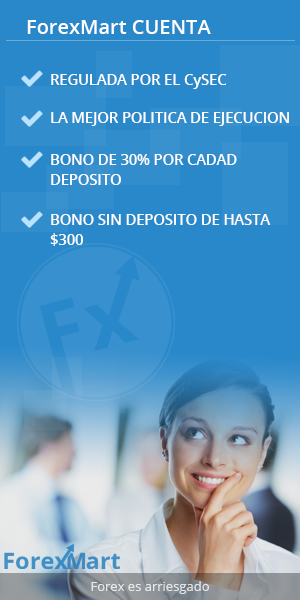 ForexMart CUENTA
REGULADA POR EL CySEC
LA MEJOR POLITICA DE EJECUCION
BONO DE 30% POR CADAD
DEPOSITO
BONO SIN DEPOSITO DE HASTA
$300
Fx
ForexMart
Forex es arriesgado